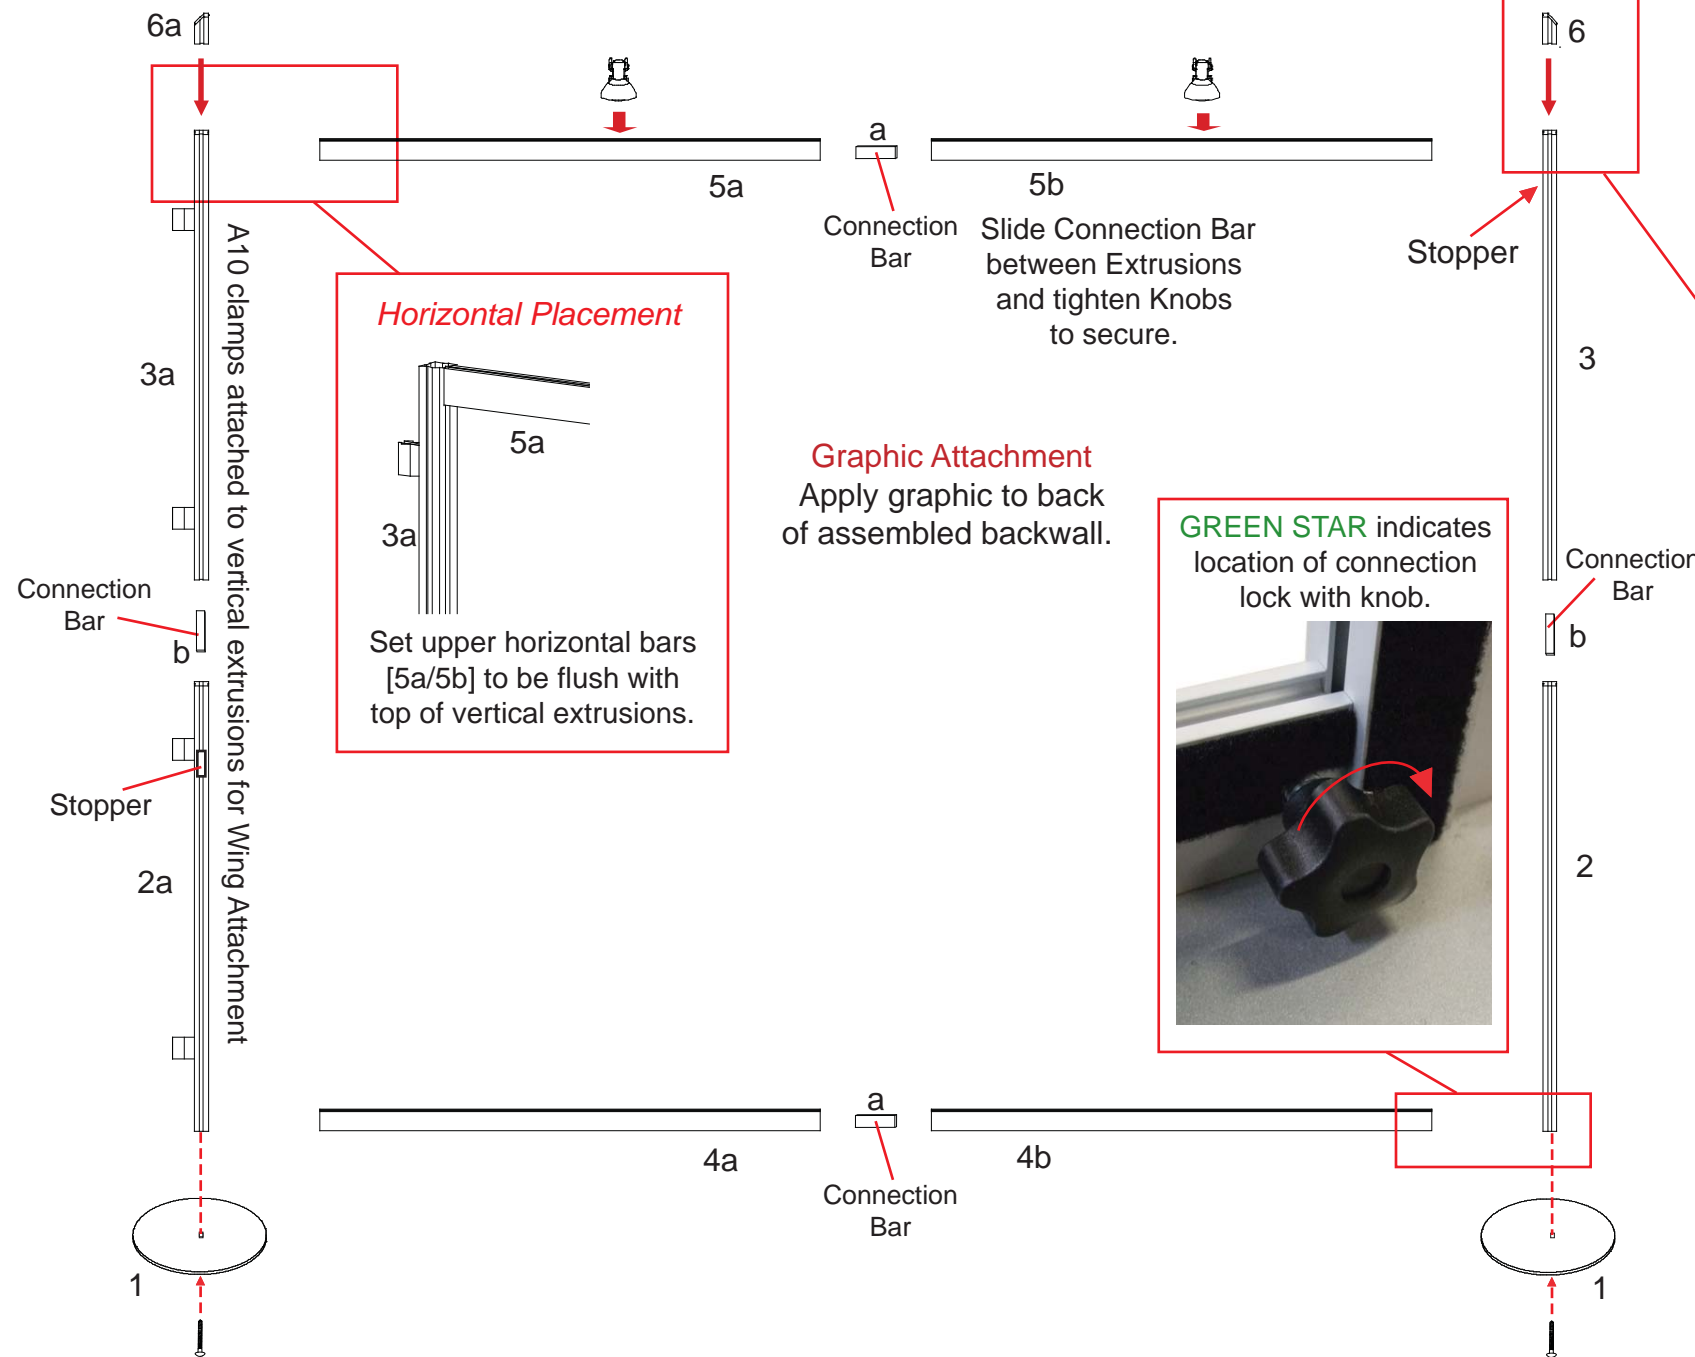 6a
6
a
5a
5b
Connection
Bar
Slide Connection Bar
between Extrusions
and tighten Knobs
to secure.
Stopper
A10 clamps attached to vertical extrusions for Wing Attachment
Horizontal Placement
5a
3a
Set upper horizontal bars
[5a/5b] to be flush with
top of vertical extrusions.
3a
3
Graphic Attachment
Apply graphic to back
of assembled backwall.
GREEN STAR indicates
location of connection
lock with knob.
Connection
Bar
b
Connection
Bar
b
Stopper
2a
2
a
4a
4b
Connection
Bar
1
1